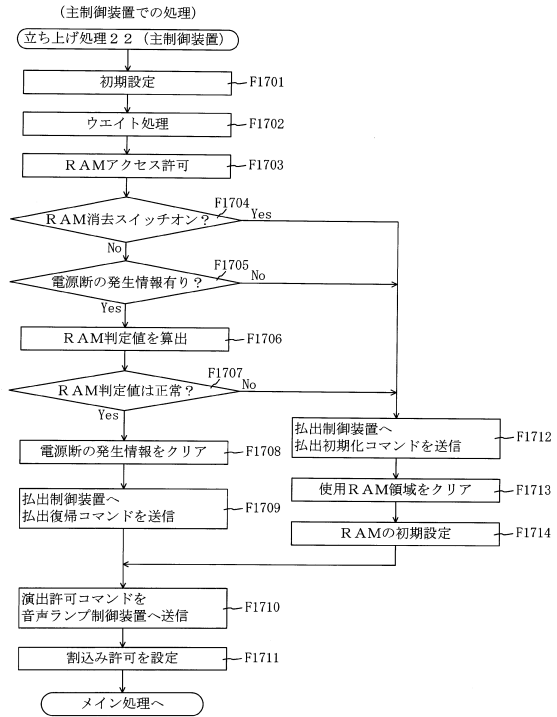 （主制御装置での処理）
立ち上げ処理２２（主制御装置）
初期設定
F1701
ウエイト処理
F1702
ＲＡＭアクセス許可
F1703
ＲＡＭ消去スイッチオン？
F1704
Yes
No
電源断の発生情報有り？
F1705
No
Yes
ＲＡＭ判定値を算出
F1706
ＲＡＭ判定値は正常？
F1707
No
Yes
電源断の発生情報をクリア
F1708
払出制御装置へ
払出復帰コマンドを送信
F1709
払出制御装置へ
払出初期化コマンドを送信
F1712
使用ＲＡＭ領域をクリア
F1713
ＲＡＭの初期設定
F1714
演出許可コマンドを
音声ランプ制御装置へ送信
F1710
割込み許可を設定
F1711
メイン処理へ